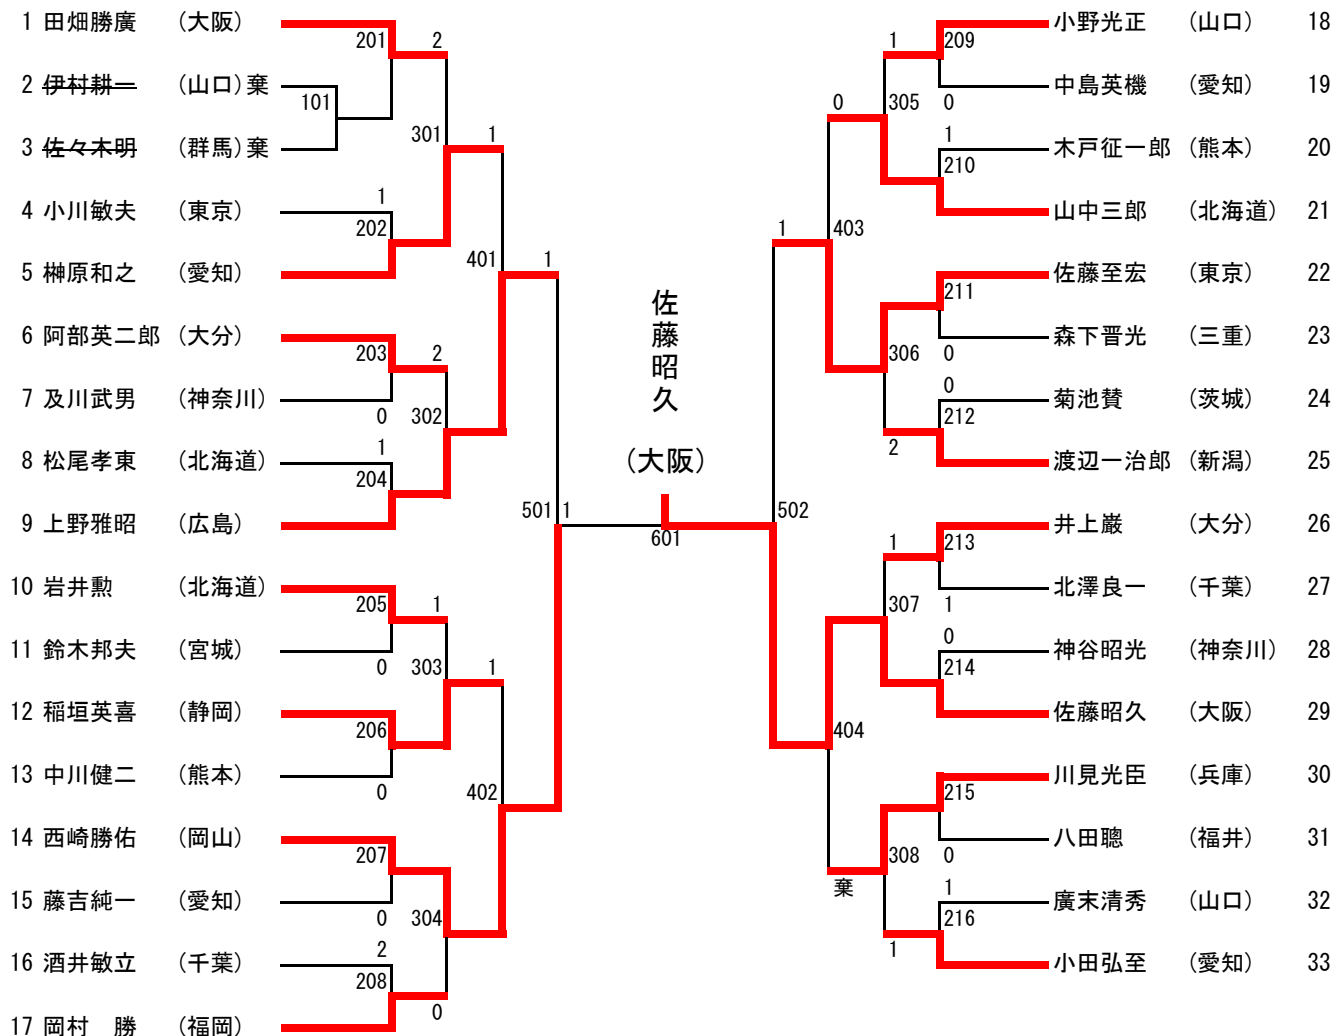 1 田畑勝廣 （大阪）
201 2
2 伊村耕一 （山口）棄
101
301 1
3 佐々木明 （群馬）棄
1
4 小川敏夫 （東京）
202
401 1
5 榊原和之 （愛知）
6 阿部英二郎 （大分）
203 2
7 及川武男 （神奈川）
0 302
1
8 松尾孝東 （北海道）
204
501 1
9 上野雅昭 （広島）
10 岩井勲 （北海道）
205 1
11 鈴木邦夫 （宮城）
0 303 1
12 稲垣英喜 （静岡）
206
13 中川健二 （熊本）
0 402
14 西崎勝佑 （岡山）
207
15 藤吉純一 （愛知）
0 304
2
16 酒井敏立 （千葉）
208
0
17 岡村　勝 （福岡）
佐藤昭久
（大阪）
601
小野光正 （山口） 18
1 209
中島英機 （愛知） 19
0 305 0
1
木戸征一郎 （熊本） 20
210
山中三郎 （北海道） 21
1 403
佐藤至宏 （東京） 22
211
森下晋光 （三重） 23
306 0
0
菊池賛 （茨城） 24
212
2
渡辺一治郎 （新潟） 25
502
井上巌 （大分） 26
1 213
北澤良一 （千葉） 27
307 1
0
神谷昭光 （神奈川） 28
214
佐藤昭久 （大阪） 29
404
川見光臣 （兵庫） 30
215
八田聰 （福井） 31
308 0
棄 1
廣末清秀 （山口） 32
216
1
小田弘至 （愛知） 33